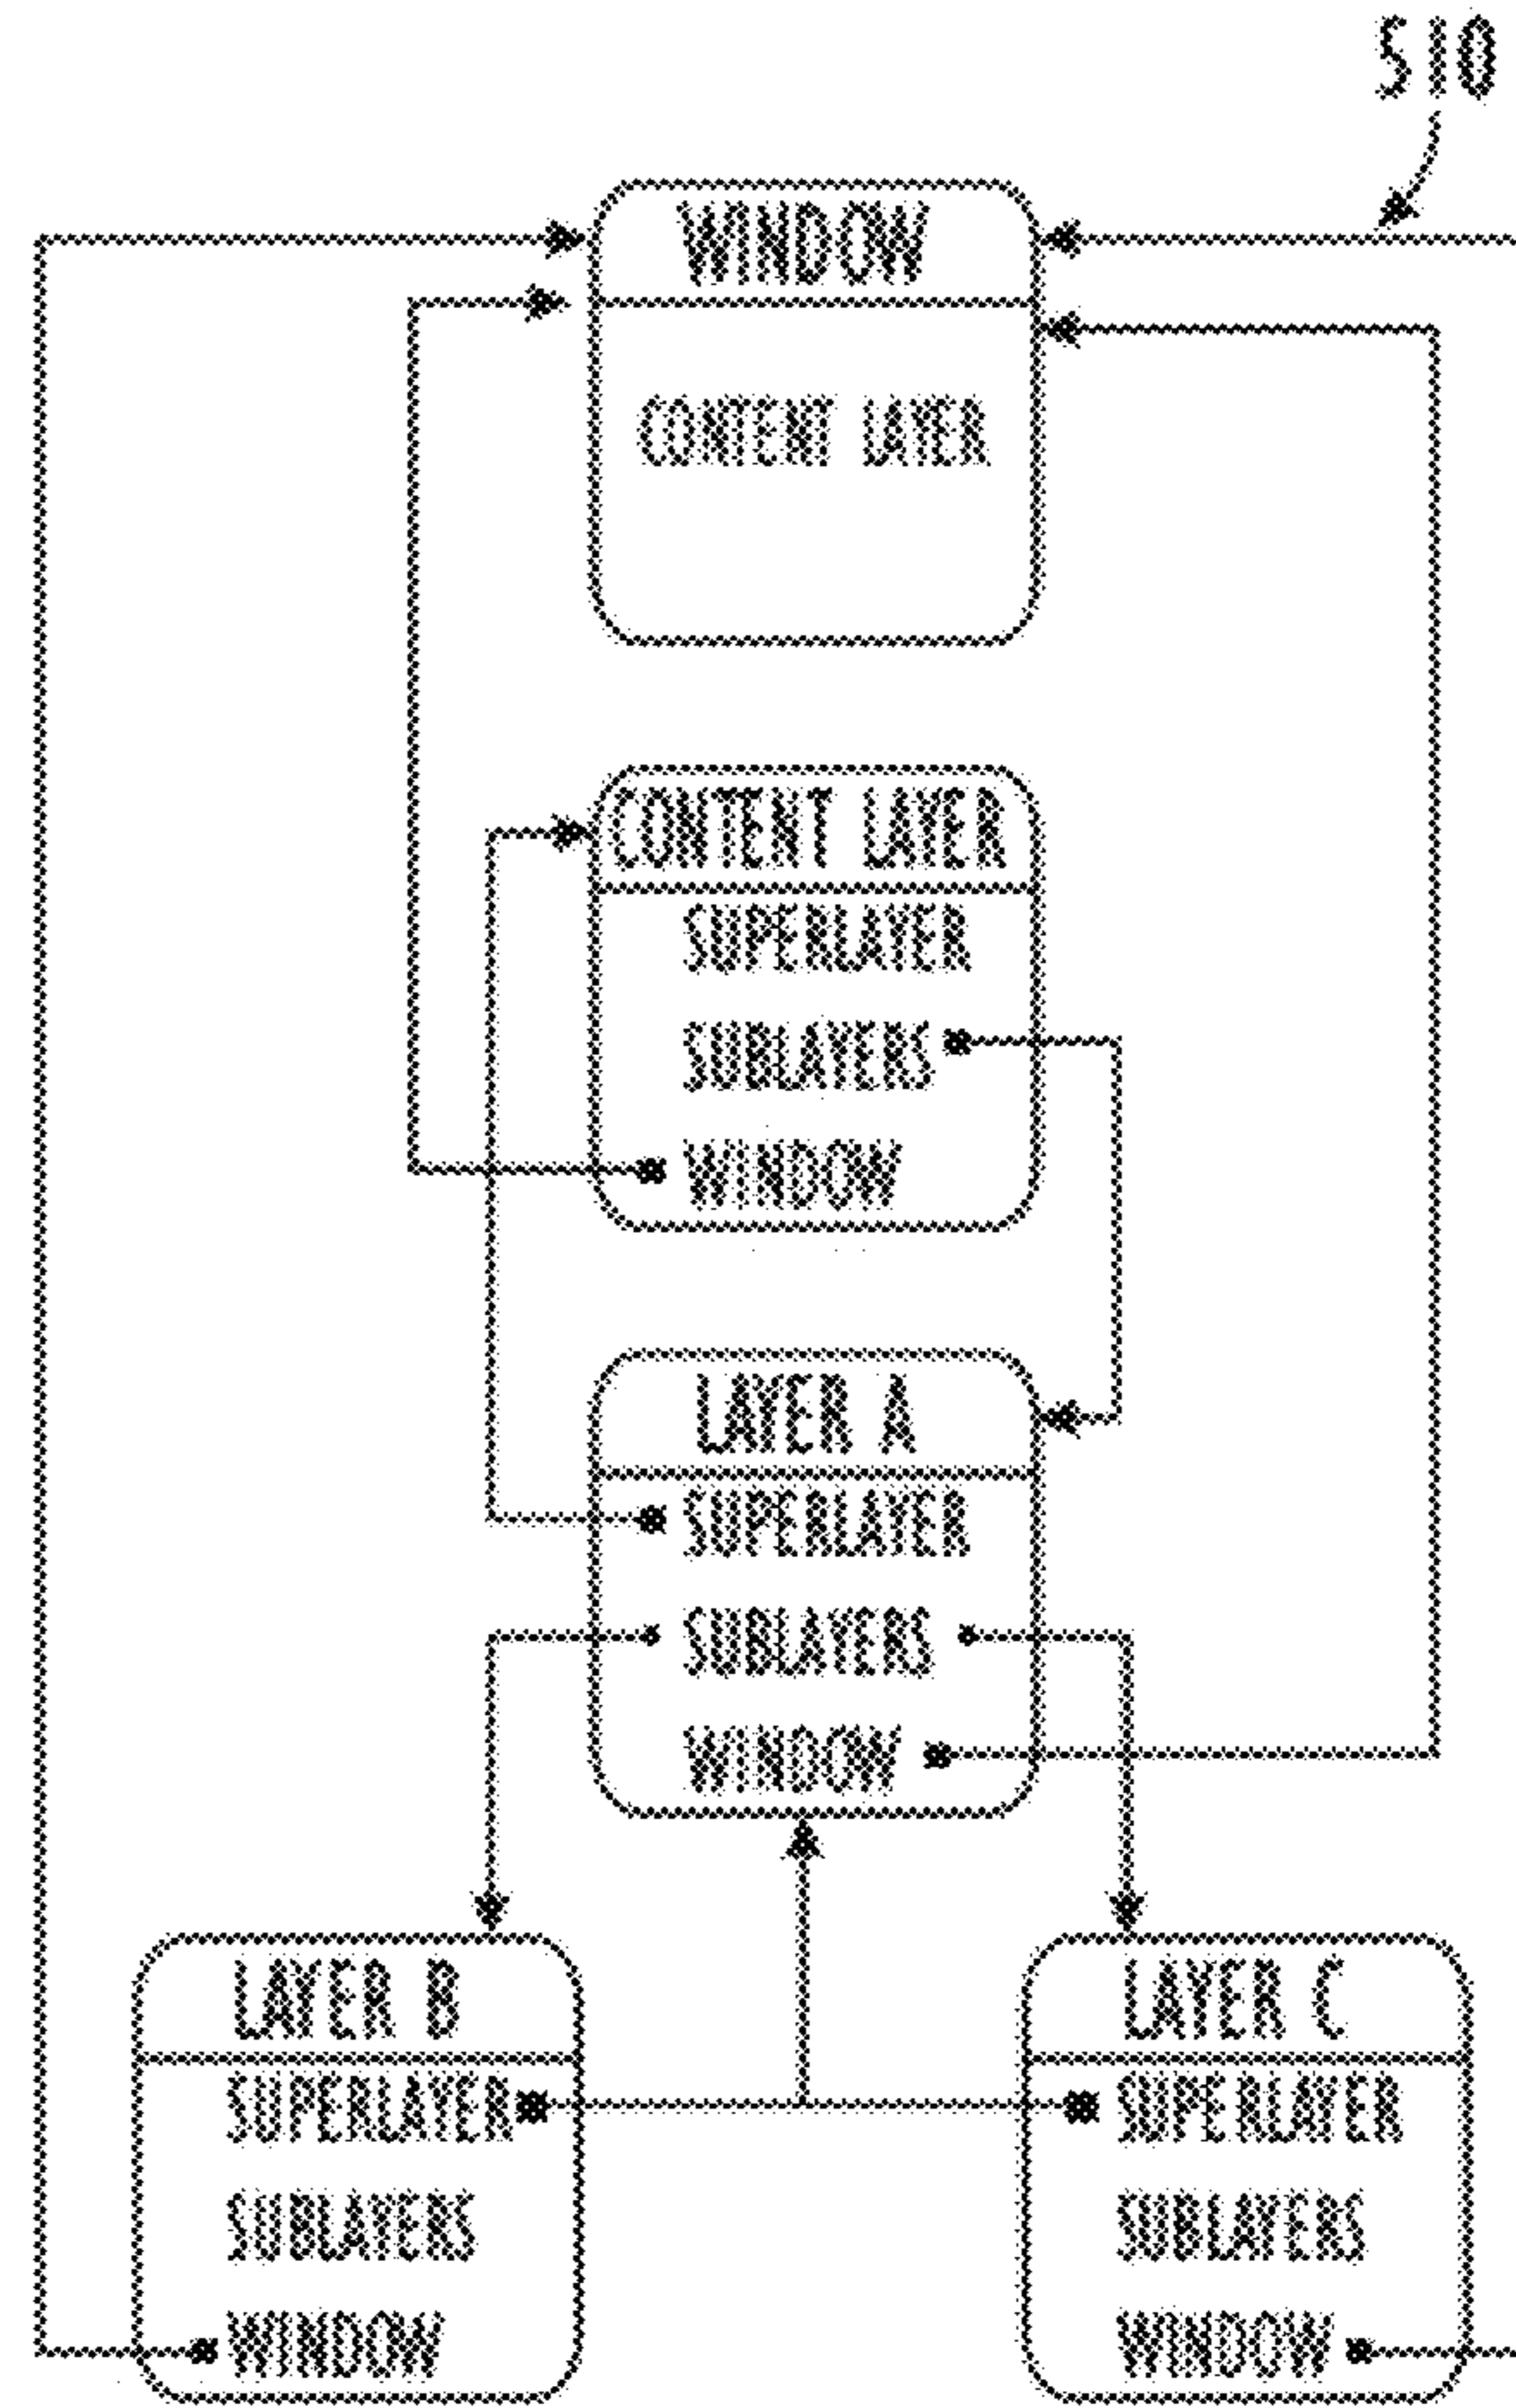 510
WINDOW
CONTENT LAYER
CONTENT LAYER
SUPERLAYER
SUBLAYERS
WINDOW
LAYER A
SUPERLAYER
SUBLAYERS
WINDOW
LAYER B
SUPERLAYER
SUBLAYERS
WINDOW
LAYER C
SUPERLAYER
SUBLAYERS
WINDOW